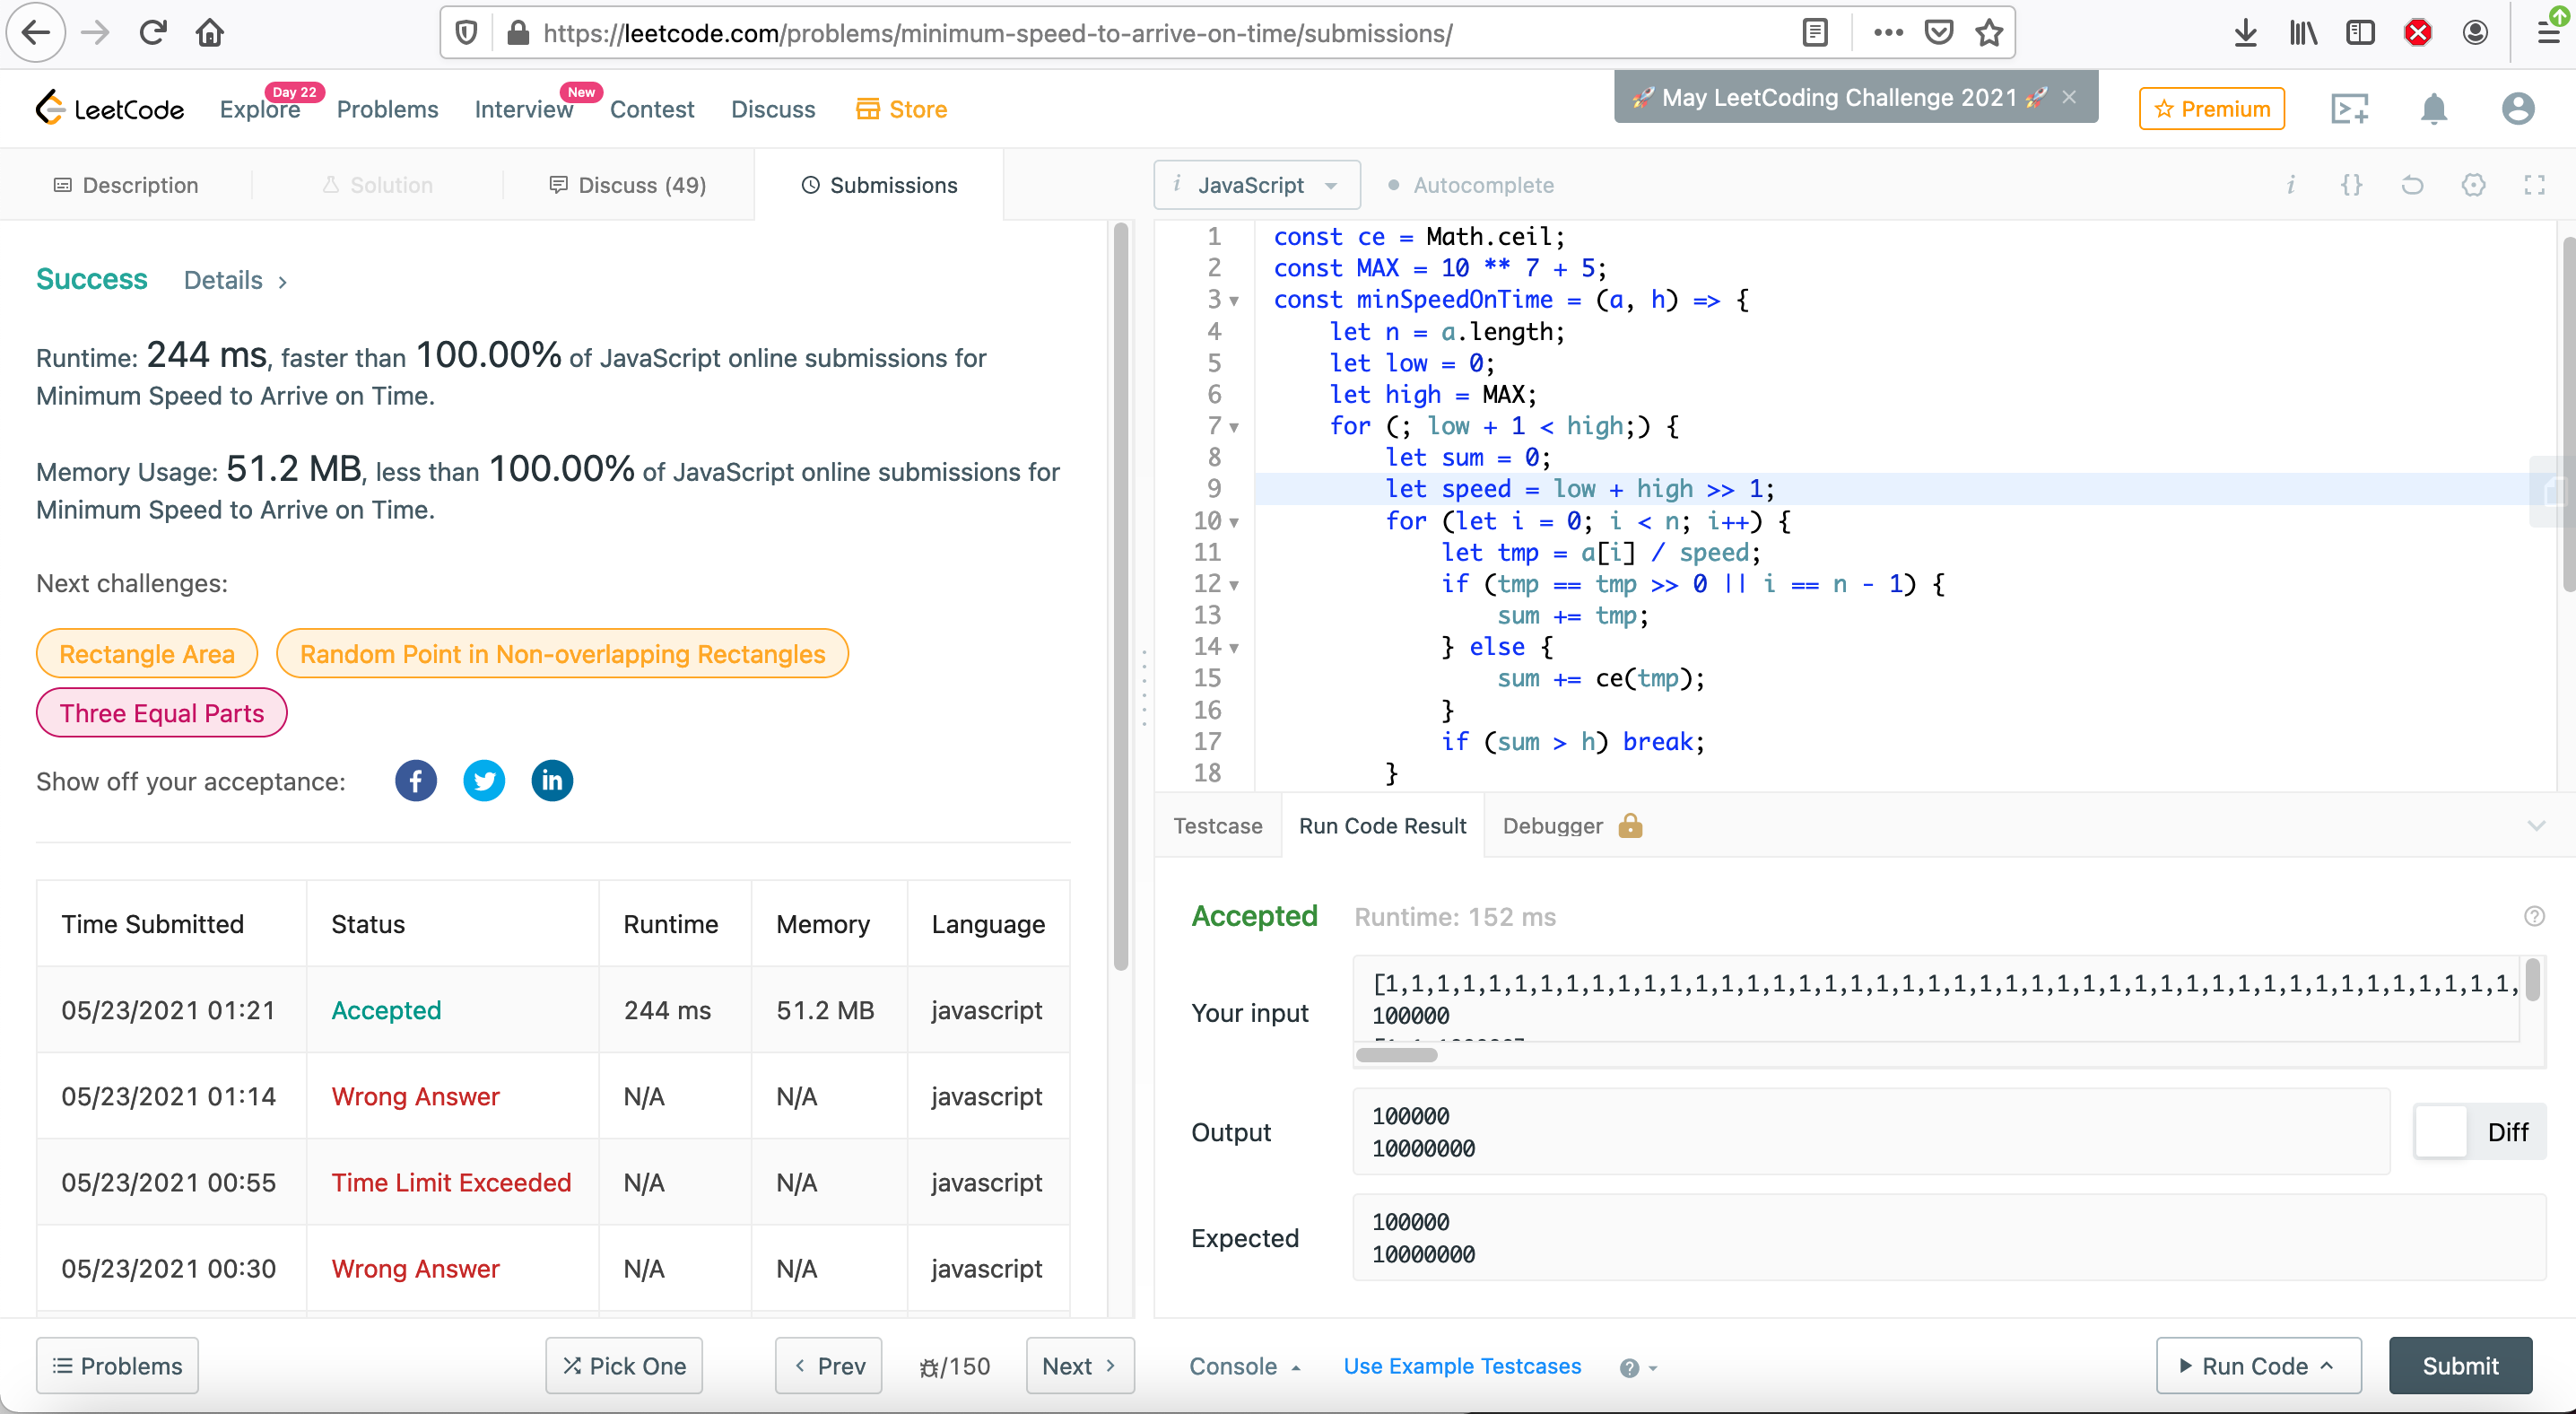 https://leetcode.com/problems/minimum-speed-to-arrive-on-time/submissions/
LeetCode
Explore
Day 22
Problems
Interview
New
Contest
Discuss
Store
🚀 May LeetCoding Challenge 2021 🚀 ×
Premium
Description
Solution
Discuss (49)
Submissions
i JavaScript
Autocomplete
Success Details >
Runtime: 244 ms, faster than 100.00% of JavaScript online submissions for
Minimum Speed to Arrive on Time.
Memory Usage: 51.2 MB, less than 100.00% of JavaScript online submissions for
Minimum Speed to Arrive on Time.
Next challenges:
Rectangle Area
Random Point in Non-overlapping Rectangles
Three Equal Parts
Show off your acceptance:
Time Submitted Status Runtime Memory Language
05/23/2021 01:21 Accepted 244 ms 51.2 MB javascript
05/23/2021 01:14 Wrong Answer N/A N/A javascript
05/23/2021 00:55 Time Limit Exceeded N/A N/A javascript
05/23/2021 00:30 Wrong Answer N/A N/A javascript
1 const ce = Math.ceil;
2 const MAX = 10 ** 7 + 5;
3 const minSpeedOnTime = (a, h) => {
4 let n = a.length;
5 let low = 0;
6 let high = MAX;
7 for (; low + 1 < high;) {
8 let sum = 0;
9 let speed = low + high >> 1;
10 for (let i = 0; i < n; i++) {
11 let tmp = a[i] / speed;
12 if (tmp == tmp >> 0 || i == n - 1) {
13 sum += tmp;
14 } else {
15 sum += ce(tmp);
16 }
17 if (sum > h) break;
18 }
Testcase
Run Code Result
Debugger
Accepted Runtime: 152 ms
Your input
[1,1,1,1,1,1,1,1,1,1,1,1,1,1,1,1,1,1,1,1,1,1,1,1,1,1,1,1,1,1,1,1,1,1,1,1,1,1,1,1,1,1,1,1,
100000
Output
100000
10000000
Diff
Expected
100000
10000000
Problems
Pick One
< Prev
/150
Next >
Console
Use Example Testcases
Run Code
Submit